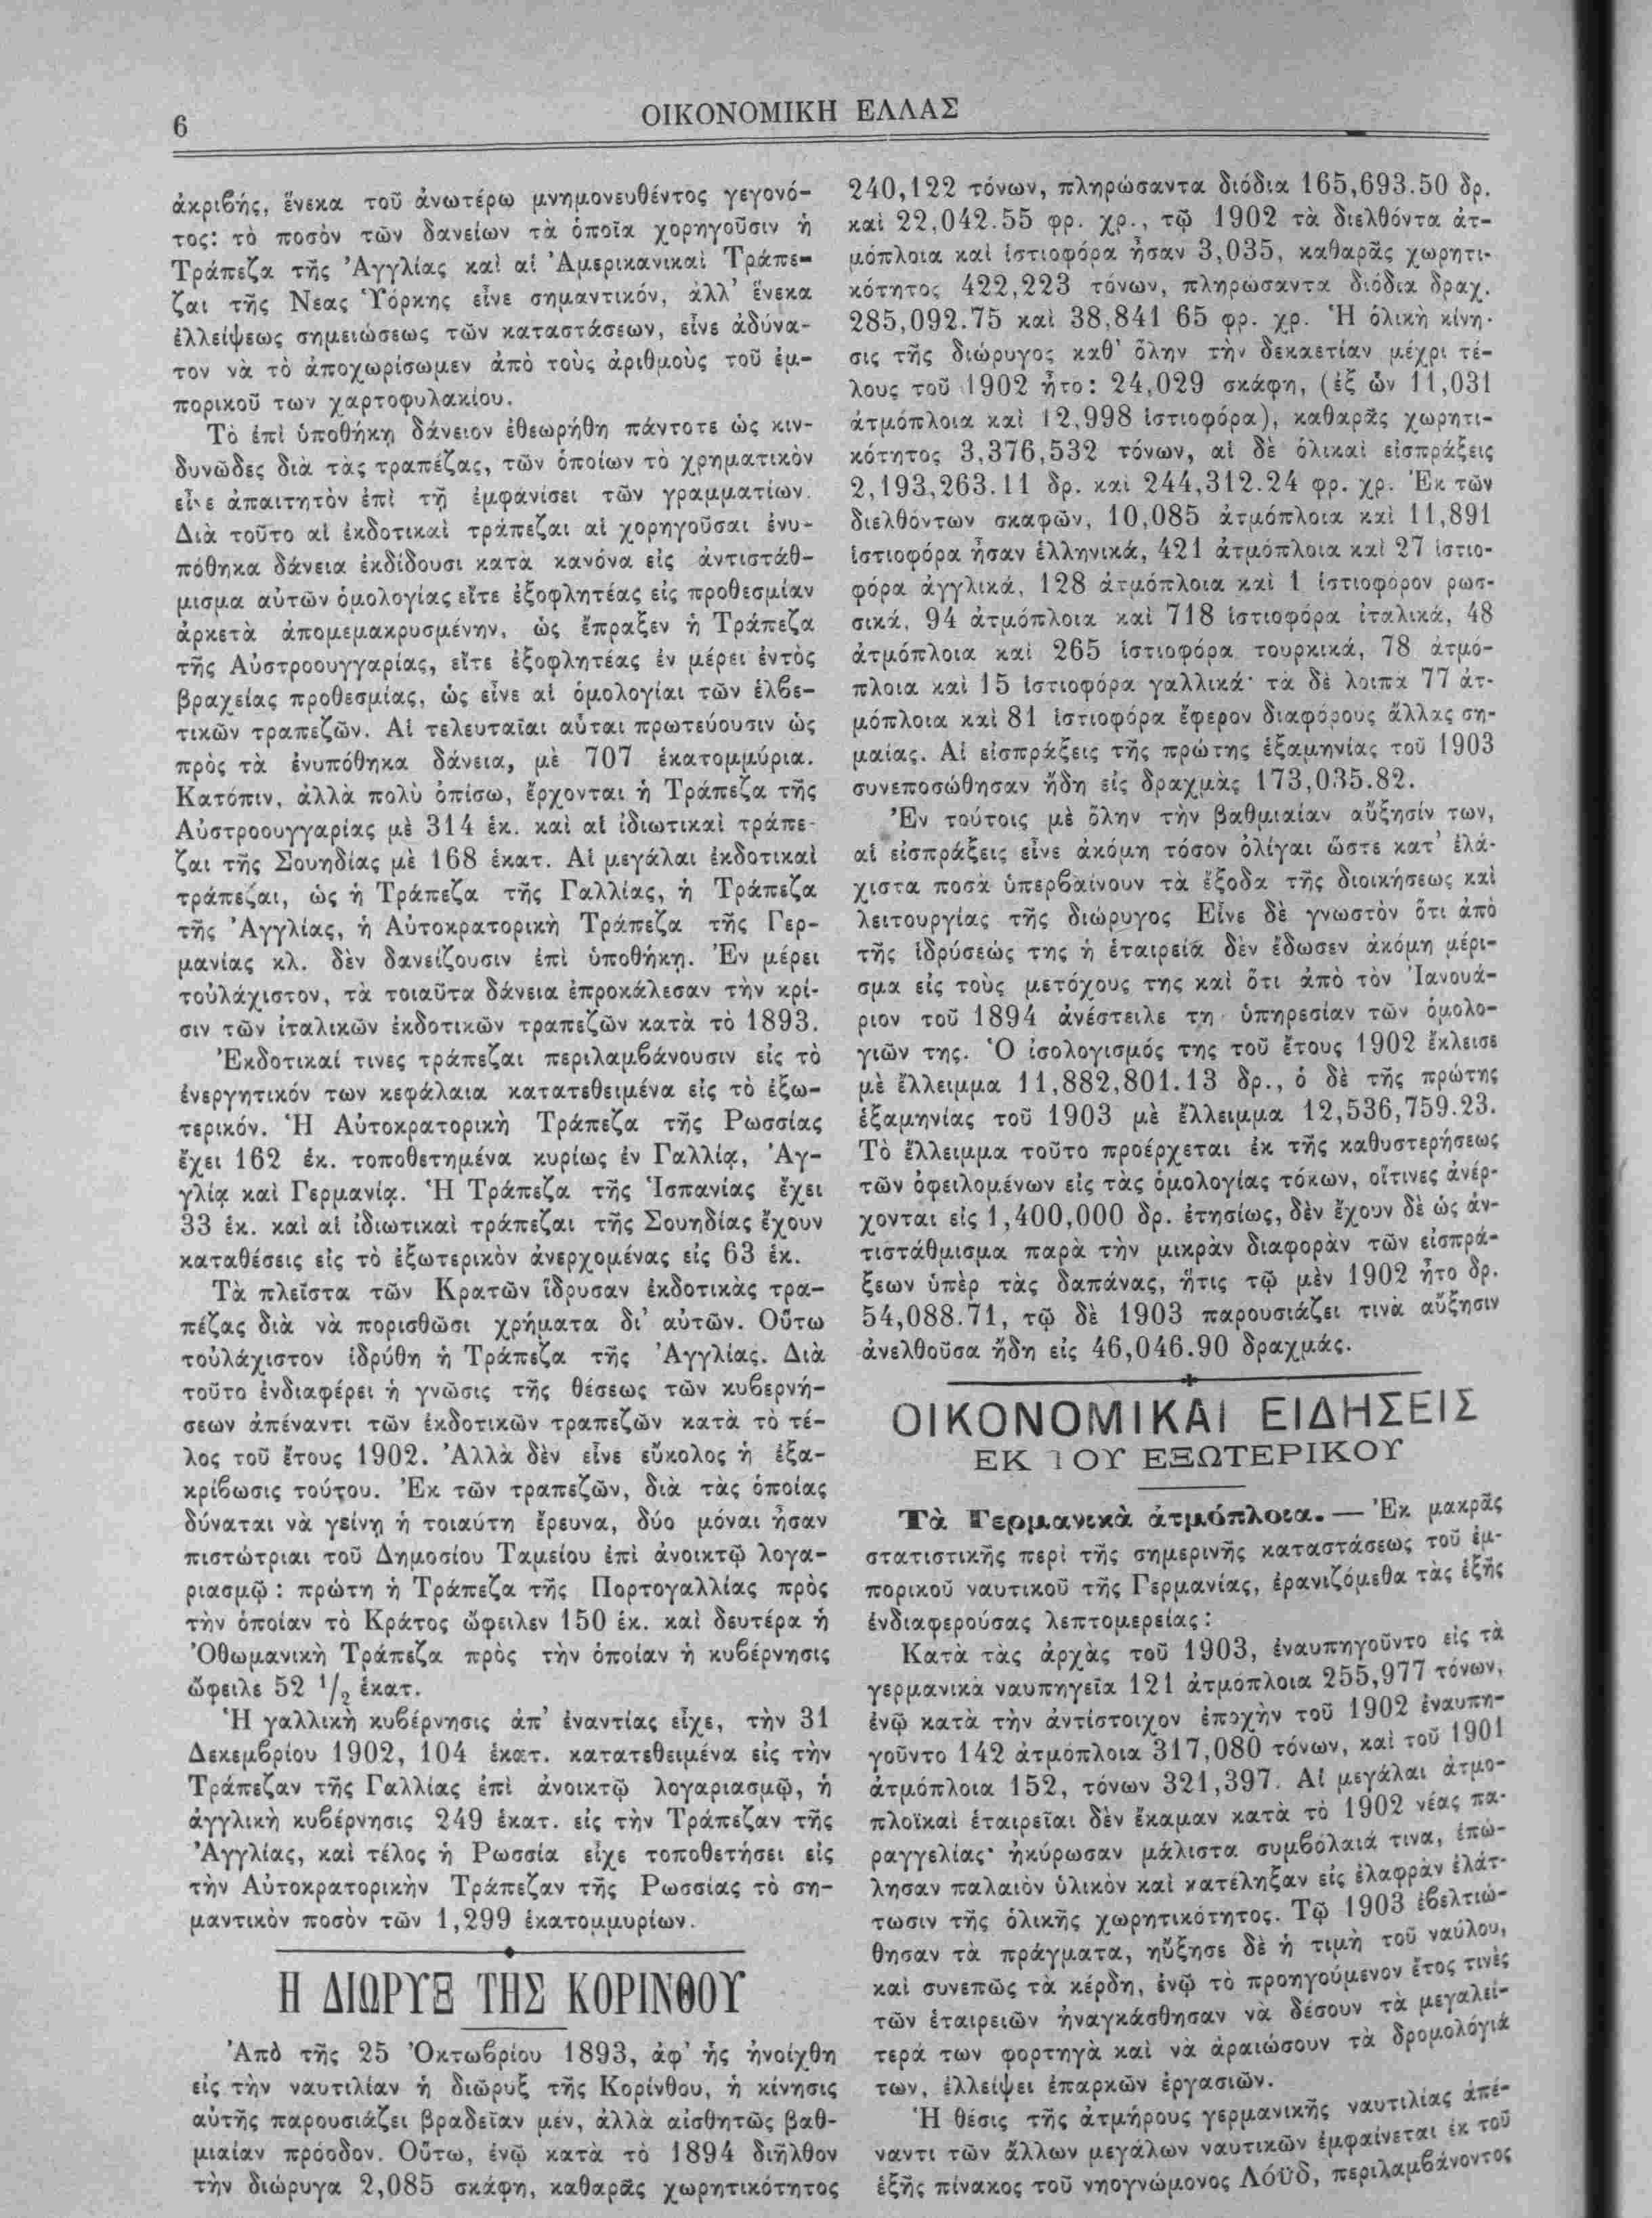 6
ΟΙΚΟΝΟΜΙΚΗ ΕΛΛΑΣ
ἀκριβής, ἕνεκα τοῦ ἀνωτέρω μνημονευθέντος γεγονό-
τος: τὸ ποσὸν τῶν δανείων τὰ ὁποῖα χορηγοῦσιν ἡ
Τράπεζα τῆς Ἀγγλίας καὶ αἱ Ἀμερικανικαὶ Τράπε-
ζαι τῆς Νεας Ὑόρκης εἶνε σημαντικόν, ἀλλ' ἕνεκα
ἐλλείψεως σημειώσεως τῶν καταστάσεων, εἶνε ἀδύνα-
τον νὰ τὸ ἀποχωρίσωμεν ἀπὸ τοὺς ἀριθμοὺς τοῦ ἐμ-
πορικοῦ των χαρτοφυλακίου.
Τὸ ἐπὶ ὑποθήκῃ δάνειον ἐθεωρήθη πάντοτε ὡς κιν-
δυνῶδες διὰ τὰς τραπέζας, τῶν ὁποίων τὸ χρηματικὸν
εἶνε ἀπαιτητὸν ἐπὶ τῇ ἐμφανίσει τῶν γραμματίων.
Διὰ τοῦτο αἱ ἐκδοτικαὶ τράπεζαι αἱ χορηγοῦσαι ἐνυ-
πόθηκα δάνεια ἐκδίδουσι κατὰ κανόνα εἰς ἀντιστάθ-
μισμα αὐτῶν ὁμολογίας εἴτε ἐξοφλητέας εἰς προθεσμίαν
ἀρκετὰ ἀπομεμακρυσμένην, ὡς ἔπραξεν ἡ Τράπεζα
τῆς Αὐστροουγγαρίας, εἴτε ἐξοφλητέας ἐν μέρει ἐντὸς
βραχείας προθεσμίας, ὡς εἶνε αἱ ὁμολογίαι τῶν ἑλβε-
τικῶν τραπεζῶν. Αἱ τελευταῖαι αὗται πρωτεύουσιν ὡς
πρὸς τὰ ἐνυπόθηκα δάνεια, μὲ 707 ἑκατομμύρια.
Κατόπιν, ἀλλὰ πολὺ ὀπίσω, ἔρχονται ἡ Τράπεζα τῆς
Αὐστροουγγαρίας μὲ 314 ἑκ. καὶ αἱ ἰδιωτικαὶ τράπε-
ζαι τῆς Σουηδίας μὲ 168 ἑκατ. Αἱ μεγάλαι ἐκδοτικαὶ
τράπεζαι, ὡς ἡ Τράπεζα τῆς Γαλλίας, ἡ Τράπεζα
τῆς Ἀγγλίας, ἡ Αὐτοκρατορικὴ Τράπεζα τῆς Γερ-
μανίας κλ. δὲν δανείζουσιν ἐπὶ ὑποθήκῃ. Ἐν μέρει
τοὐλάχιστον, τὰ τοιαῦτα δάνεια ἐπροκάλεσαν τὴν κρί-
σιν τῶν ἰταλικῶν ἐκδοτικῶν τραπεζῶν κατὰ τὸ 1893.
Ἐκδοτικαί τινες τράπεζαι περιλαμβάνουσιν εἰς τὸ
ἐνεργητικόν των κεφάλαια κατατεθειμένα εἰς τὸ ἐξω-
τερικόν. Ἡ Αὐτοκρατορικὴ Τράπεζα τῆς Ρωσσίας
ἔχει 162 ἑκ. τοποθετημένα κυρίως ἐν Γαλλίᾳ, Ἀγ-
γλίᾳ καὶ Γερμανίᾳ. Ἡ Τράπεζα τῆς Ἱσπανίας ἔχει
33 ἑκ. καὶ αἱ ἰδιωτικαὶ τράπεζαι τῆς Σουηδίας ἔχουν
καταθέσεις εἰς τὸ ἐξωτερικὸν ἀνερχομένας εἰς 63 ἑκ.
Τὰ πλεῖστα τῶν Κρατῶν ἵδρυσαν ἐκδοτικὰς τρα-
πέζας διὰ νὰ πορισθῶσι χρήματα δι' αὐτῶν. Οὕτω
τοὐλάχιστον ἱδρύθη ἡ Τράπεζα τῆς Ἀγγλίας. Διὰ
τοῦτο ἐνδιαφέρει ἡ γνῶσις τῆς θέσεως τῶν κυβερνή-
σεων ἀπέναντι τῶν ἐκδοτικῶν τραπεζῶν κατὰ τὸ τέ-
λος τοῦ ἔτους 1902. Ἀλλὰ δὲν εἶνε εὔκολος ἡ ἐξα-
κρίβωσις τούτου. Ἐκ τῶν τραπεζῶν, διὰ τὰς ὁποίας
δύναται νὰ γείνῃ ἡ τοιαύτη ἔρευνα, δύο μόναι ἦσαν
πιστώτριαι τοῦ Δημοσίου Ταμείου ἐπὶ ἀνοικτῷ λογα-
ριασμῷ: πρώτη ἡ Τράπεζα τῆς Πορτογαλλίας πρὸς
τὴν ὁποίαν τὸ Κράτος ὤφειλεν 150 ἑκ. καὶ δευτέρα ἡ
Ὀθωμανικὴ Τράπεζα πρὸς τὴν ὁποίαν ἡ κυβέρνησις
ὤφειλε 52 1/2 ἑκατ.
Ἡ γαλλικὴ κυβέρνησις ἀπ' ἐναντίας εἶχε, τὴν 31
Δεκεμβρίου 1902, 104 ἑκατ. κατατεθειμένα εἰς τὴν
Τράπεζαν τῆς Γαλλίας ἐπὶ ἀνοικτῷ λογαριασμῷ, ἡ
ἀγγλικὴ κυβέρνησις 249 ἑκατ. εἰς τὴν Τράπεζαν τῆς
Ἀγγλίας, καὶ τέλος ἡ Ρωσσία εἶχε τοποθετήσει εἰς
τὴν Αὐτοκρατορικὴν Τράπεζαν τῆς Ρωσσίας τὸ ση-
μαντικὸν ποσὸν τῶν 1,299 ἑκατομμυρίων.
Η ΔΙΩΡΥΞ ΤΗΣ ΚΟΡΙΝΘΟΥ
Ἀπὸ τῆς 25 Ὀκτωβρίου 1893, ἀφ' ἧς ἠνοίχθη
εἰς τὴν ναυτιλίαν ἡ διῶρυξ τῆς Κορίνθου, ἡ κίνησις
αὐτῆς παρουσιάζει βραδεῖαν μέν, ἀλλὰ αἰσθητῶς βαθ-
μιαίαν πρόοδον. Οὕτω, ἐνῷ κατὰ τὸ 1894 διῆλθον
τὴν διώρυγα 2,085 σκάφη, καθαρᾶς χωρητικότητος
240,122 τόνων, πληρώσαντα διόδια 165,693.50 δρ.
καὶ 22,042.55 φρ. χρ., τῷ 1902 τὰ διελθόντα ἀτ-
μόπλοια καὶ ἱστιοφόρα ἦσαν 3,035, καθαρᾶς χωρητι-
κότητος 422,223 τόνων, πληρώσαντα διόδια δραχ.
285,092.75 καὶ 38,841 65 φρ. χρ. Ἡ ὁλικὴ κίνη-
σις τῆς διώρυγος καθ' ὅλην τὴν δεκαετίαν μέχρι τέ-
λους τοῦ 1902 ἦτο: 24,029 σκάφη, (ἐξ ὧν 11,031
ἀτμόπλοια καὶ 12,998 ἱστιοφόρα), καθαρᾶς χωρητι-
κότητος 3,376,532 τόνων, αἱ δὲ ὁλικαὶ εἰσπράξεις
2,193,263.11 δρ. καὶ 244,312.24 φρ. χρ. Ἐκ τῶν
διελθόντων σκαφῶν, 10,085 ἀτμόπλοια καὶ 11,891
ἱστιοφόρα ἦσαν ἑλληνικά, 421 ἀτμόπλοια καὶ 27 ἱστιο-
φόρα ἀγγλικά, 128 ἀτμόπλοια καὶ 1 ἱστιοφόρον ρωσ-
σικά, 94 ἀτμόπλοια καὶ 718 ἱστιοφόρα ἰταλικά, 48
ἀτμόπλοια καὶ 265 ἱστιοφόρα τουρκικά, 78 ἀτμό-
πλοια καὶ 15 ἱστιοφόρα γαλλικά· τὰ δὲ λοιπὰ 77 ἀτ-
μόπλοια καὶ 81 ἱστιοφόρα ἔφερον διαφόρους ἄλλας ση-
μαίας. Αἱ εἰσπράξεις τῆς πρώτης ἑξαμηνίας τοῦ 1903
συνεποσώθησαν ἤδη εἰς δραχμὰς 173,035.82.
Ἐν τούτοις μὲ ὅλην τὴν βαθμιαίαν αὔξησίν των,
αἱ εἰσπράξεις εἶνε ἀκόμη τόσον ὀλίγαι ὥστε κατ' ἐλά-
χιστα ποσὰ ὑπερβαίνουν τὰ ἔξοδα τῆς διοικήσεως καὶ
λειτουργίας τῆς διώρυγος Εἶνε δὲ γνωστὸν ὅτι ἀπὸ
τῆς ἱδρύσεώς της ἡ ἑταιρεία δὲν ἔδωσεν ἀκόμη μέρι-
σμα εἰς τοὺς μετόχους της καὶ ὅτι ἀπὸ τὸν Ἰανουά-
ριον τοῦ 1894 ἀνέστειλε τη ὑπηρεσίαν τῶν ὁμολο-
γιῶν της. Ὁ ἰσολογισμός της τοῦ ἔτους 1902 ἔκλεισε
μὲ ἔλλειμμα 11,882,801.13 δρ., ὁ δὲ τῆς πρώτης
ἑξαμηνίας τοῦ 1903 μὲ ἔλλειμμα 12,536,759.23.
Τὸ ἔλλειμμα τοῦτο προέρχεται ἐκ τῆς καθυστερήσεως
τῶν ὀφειλομένων εἰς τὰς ὁμολογίας τόκων, οἵτινες ἀνέρ-
χονται εἰς 1,400,000 δρ. ἐτησίως, δὲν ἔχουν δὲ ὡς ἀν-
τιστάθμισμα παρὰ τὴν μικρὰν διαφορὰν τῶν εἰσπρά-
ξεων ὑπὲρ τὰς δαπάνας, ἥτις τῷ μὲν 1902 ἦτο δρ.
54,088.71, τῷ δὲ 1903 παρουσιάζει τινὰ αὔξησιν
ἀνελθοῦσα ἤδη εἰς 46,046.90 δραχμάς.
ΟΙΚΟΝΟΜΙΚΑΙ ΕΙΔΗΣΕΙΣ
ΕΚ ΤΟΥ ΕΞΩΤΕΡΙΚΟΥ
Τὰ Γερμανικὰ ἀτμόπλοια. — Ἐκ μακρᾶς
στατιστικῆς περὶ τῆς σημερινῆς καταστάσεως τοῦ ἐμ-
πορικοῦ ναυτικοῦ τῆς Γερμανίας, ἐρανιζόμεθα τὰς ἑξῆς
ἐνδιαφερούσας λεπτομερείας:
Κατὰ τὰς ἀρχὰς τοῦ 1903, ἐναυπηγοῦντο εἰς τὰ
γερμανικὰ ναυπηγεῖα 121 ἀτμόπλοια 255,977 τόνων,
ἐνῷ κατὰ τὴν ἀντίστοιχον ἐποχὴν τοῦ 1902 ἐναυπη-
γοῦντο 142 ἀτμόπλοια 317,080 τόνων, καὶ τοῦ 1901
ἀτμόπλοια 152, τόνων 321,397. Αἱ μεγάλαι ἀτμο-
πλοϊκαὶ ἑταιρεῖαι δὲν ἔκαμαν κατὰ τὸ 1902 νέας πα-
ραγγελίας· ἠκύρωσαν μάλιστα συμβόλαιά τινα, ἐπώ-
λησαν παλαιὸν ὑλικὸν καὶ κατέληξαν εἰς ἐλαφρὰν ἐλάτ-
τωσιν τῆς ὁλικῆς χωρητικότητος. Τῷ 1903 ἐβελτιώ-
θησαν τὰ πράγματα, ηὔξησε δὲ ἡ τιμὴ τοῦ ναύλου,
καὶ συνεπῶς τὰ κέρδη, ἐνῷ τὸ προηγούμενον ἔτος τινὲς
τῶν ἑταιρειῶν ἠναγκάσθησαν νὰ δέσουν τὰ μεγαλεί-
τερά των φορτηγὰ καὶ νὰ ἀραιώσουν τὰ δρομολόγιά
των, ἐλλείψει ἐπαρκῶν ἐργασιῶν.
Ἡ θέσις τῆς ἀτμήρους γερμανικῆς ναυτιλίας ἀπέ-
ναντι τῶν ἄλλων μεγάλων ναυτικῶν ἐμφαίνεται ἐκ τοῦ
ἑξῆς πίνακος τοῦ νηογνώμονος Λόϋδ, περιλαμβάνοντος